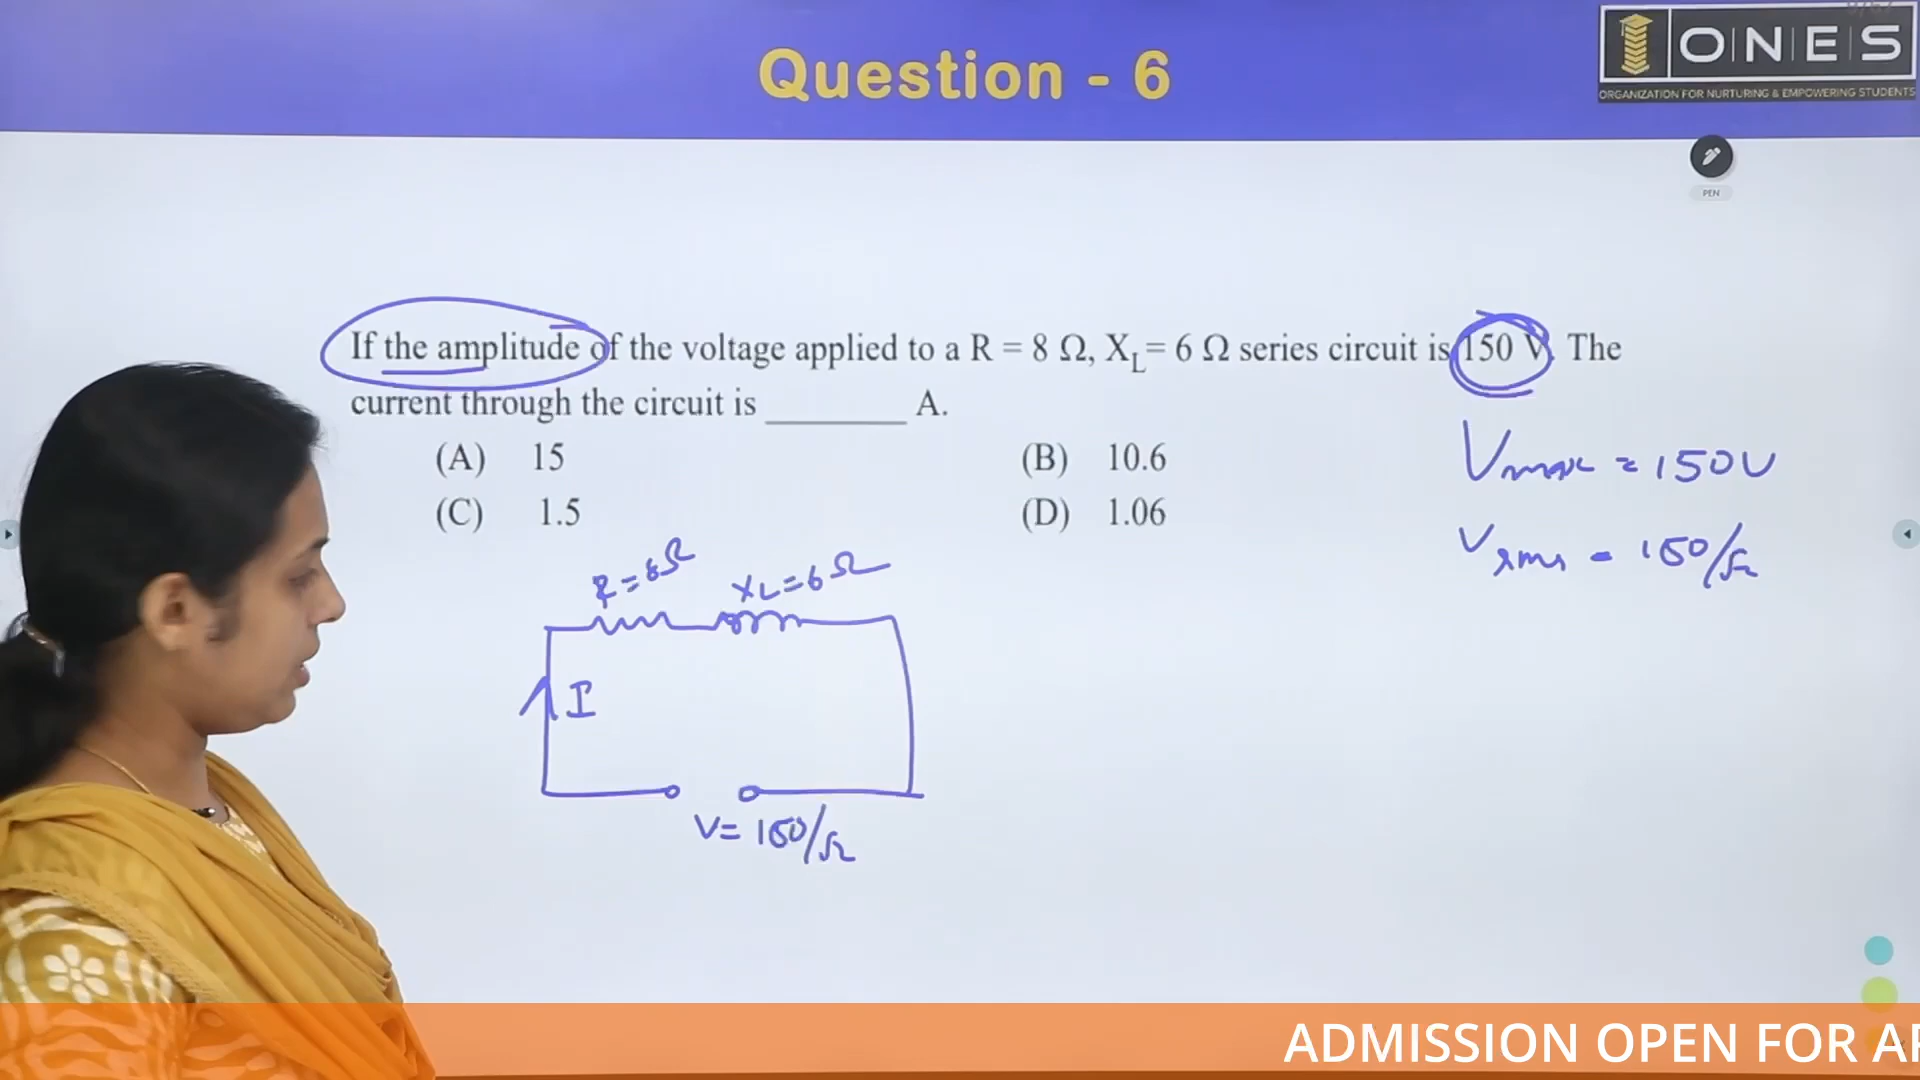 Question - 6
ONES
ORGANIZATION FOR NURTURING & EMPOWERING STUDENTS
PEN
If the amplitude of the voltage applied to a R = 8 Ω, X_L = 6 Ω series circuit is 150 V. The
current through the circuit is ________ A.
(A) 15
(B) 10.6
(C) 1.5
(D) 1.06
Vmax = 150V
Vrms = 150/√2
R = 8Ω
XL = 6Ω
I
V = 150/√2
ADMISSION OPEN FOR